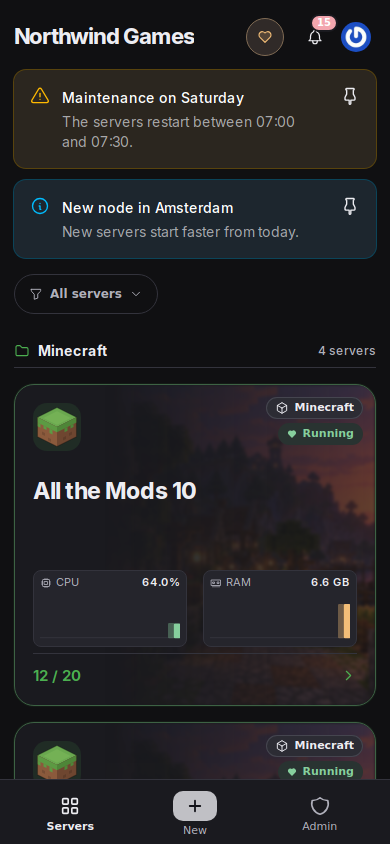 Northwind Games
15
Maintenance on Saturday
The servers restart between 07:00
and 07:30.
New node in Amsterdam
New servers start faster from today.
All servers
Minecraft
4 servers
Minecraft
Running
All the Mods 10
CPU
64.0%
RAM
6.6 GB
12 / 20
Minecraft
Running
Servers
New
Admin